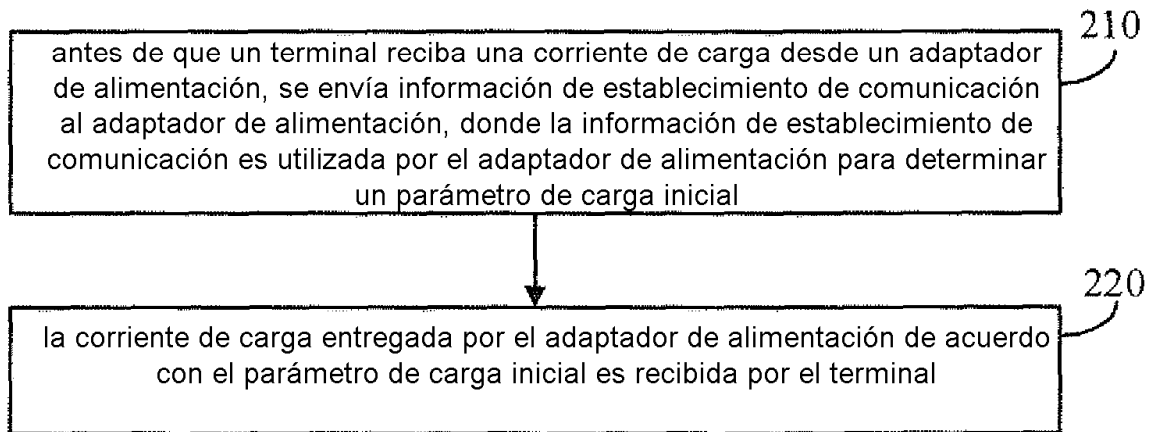 210
antes de que un terminal reciba una corriente de carga desde un adaptador
de alimentación, se envía información de establecimiento de comunicación
al adaptador de alimentación, donde la información de establecimiento de
comunicación es utilizada por el adaptador de alimentación para determinar
un parámetro de carga inicial
220
la corriente de carga entregada por el adaptador de alimentación de acuerdo
con el parámetro de carga inicial es recibida por el terminal